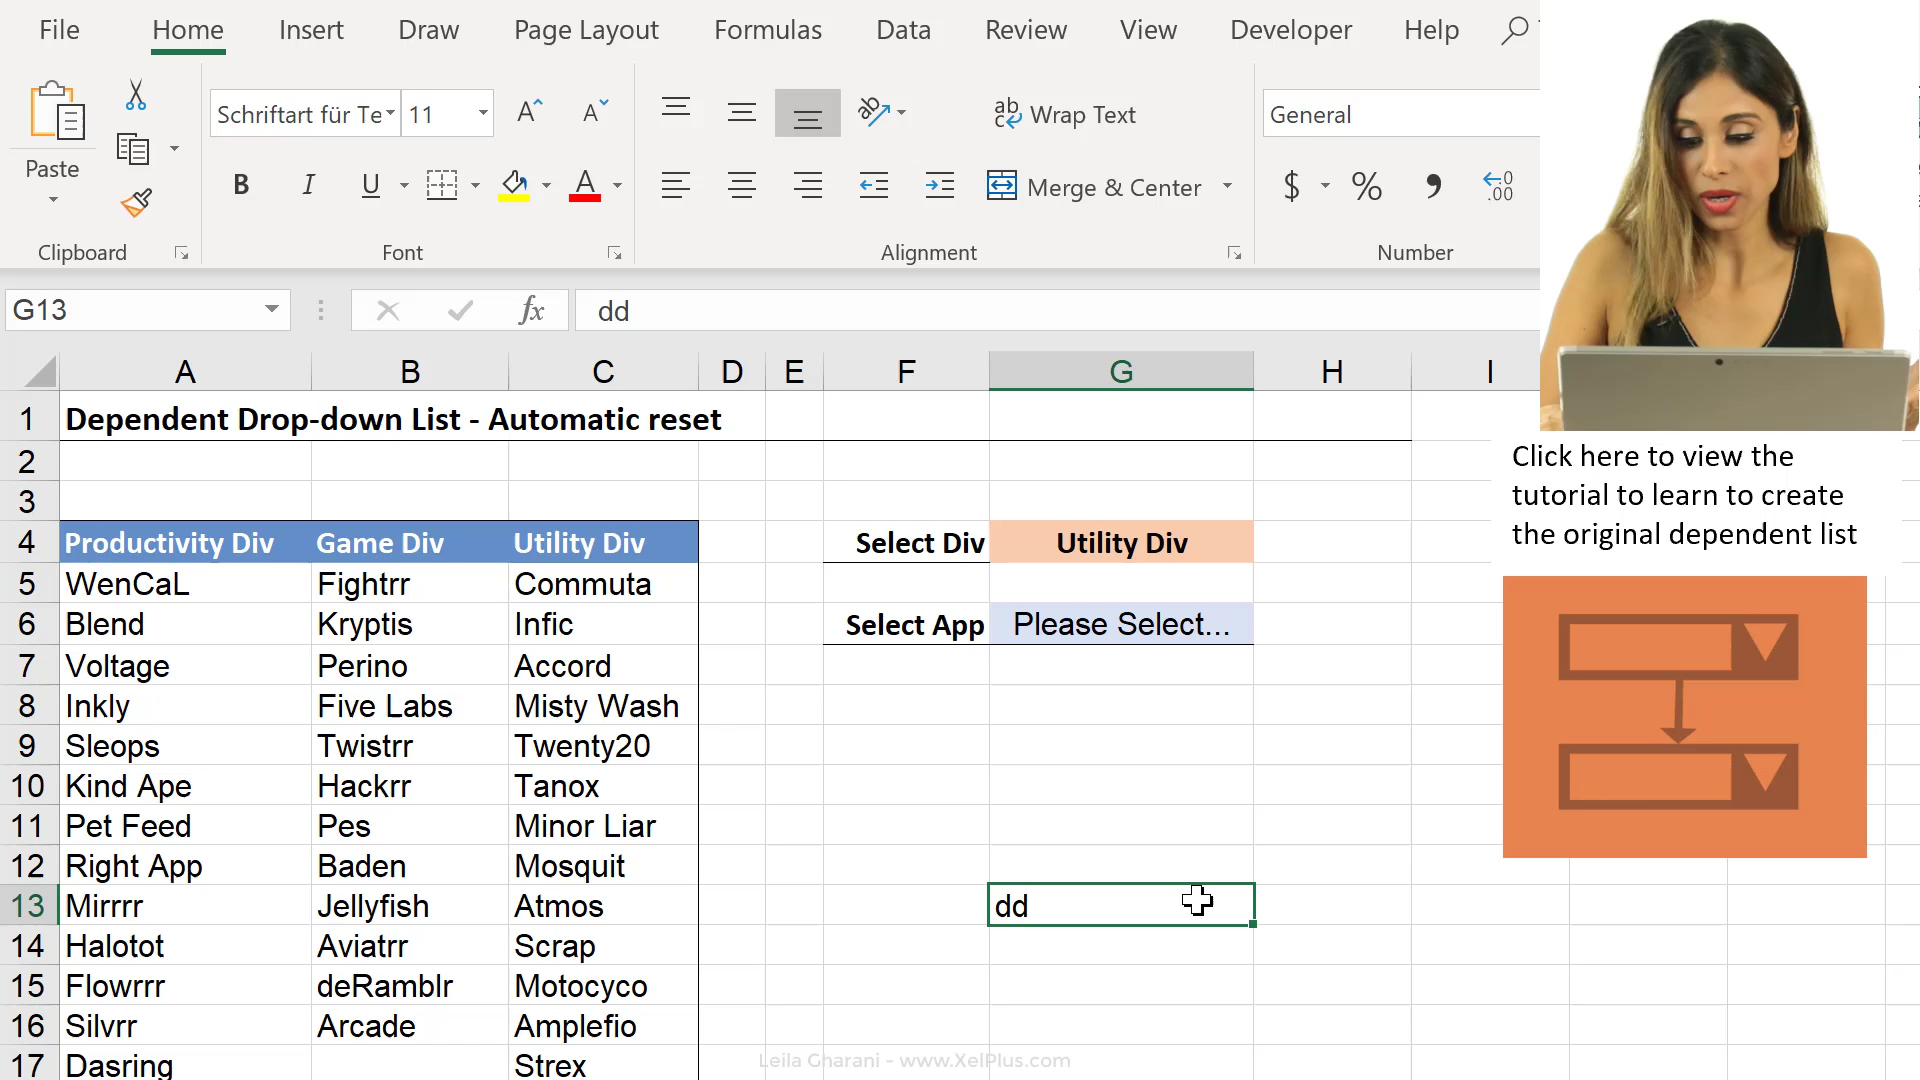 File Home Insert Draw Page Layout Formulas Data Review View Developer Help
Schriftart für Te 11 ab Wrap Text General
Paste B I U A Merge & Center $ % , .00
Clipboard Font Alignment Number
G13 fx dd
A B C D E F G H I
1 Dependent Drop-down List - Automatic reset
2
3
4 Productivity Div Game Div Utility Div Select Div Utility Div
5 WenCaL Fightrr Commuta
6 Blend Kryptis Infic Select App Please Select...
7 Voltage Perino Accord
8 Inkly Five Labs Misty Wash
9 Sleops Twistrr Twenty20
10 Kind Ape Hackrr Tanox
11 Pet Feed Pes Minor Liar
12 Right App Baden Mosquit
13 Mirrrr Jellyfish Atmos dd
14 Halotot Aviatrr Scrap
15 Flowrrr deRamblr Motocyco
16 Silvrr Arcade Amplefio
17 Dasring Strex
Click here to view the
tutorial to learn to create
the original dependent list
Leila Gharani - www.XelPlus.com